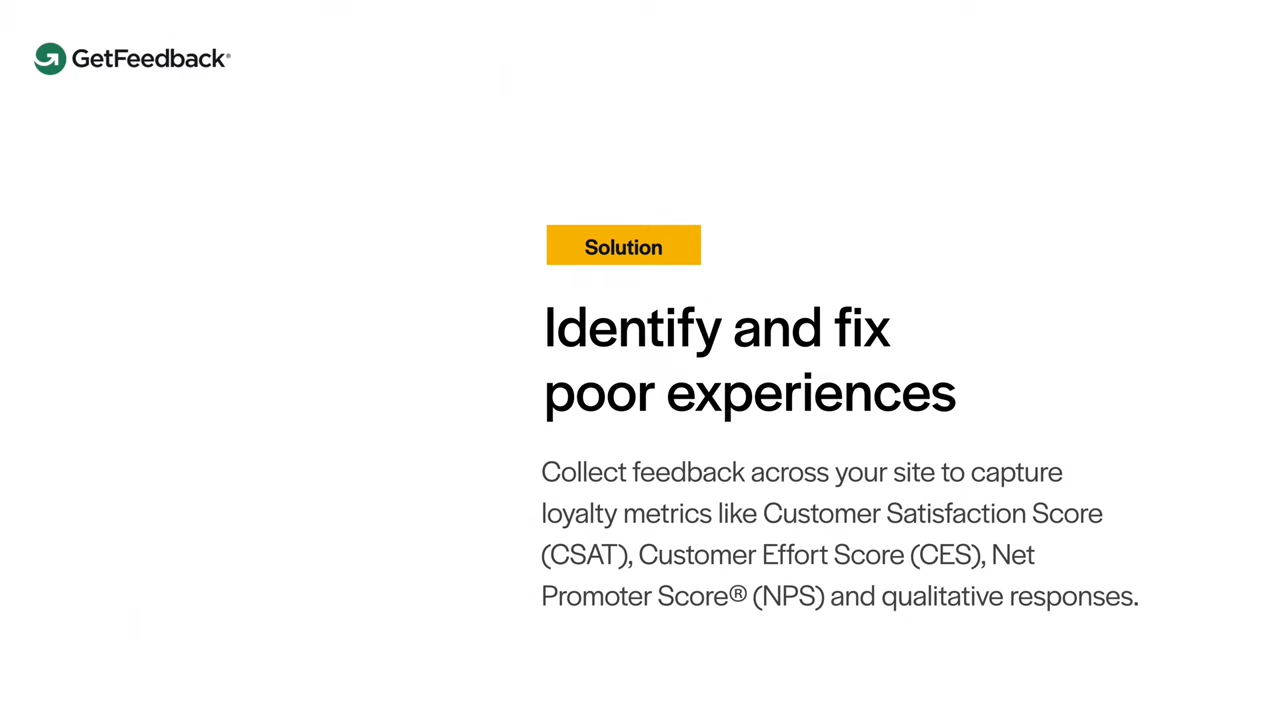 GetFeedback®
Solution
Identify and fix
poor experiences
Collect feedback across your site to capture
loyalty metrics like Customer Satisfaction Score
(CSAT), Customer Effort Score (CES), Net
Promoter Score® (NPS) and qualitative responses.